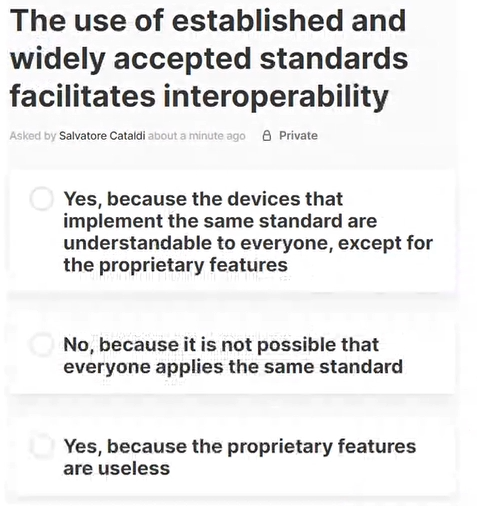 The use of established and
widely accepted standards
facilitates interoperability
Asked by Salvatore Cataldi about a minute ago Private
Yes, because the devices that
implement the same standard are
understandable to everyone, except for
the proprietary features
No, because it is not possible that
everyone applies the same standard
Yes, because the proprietary features
are useless